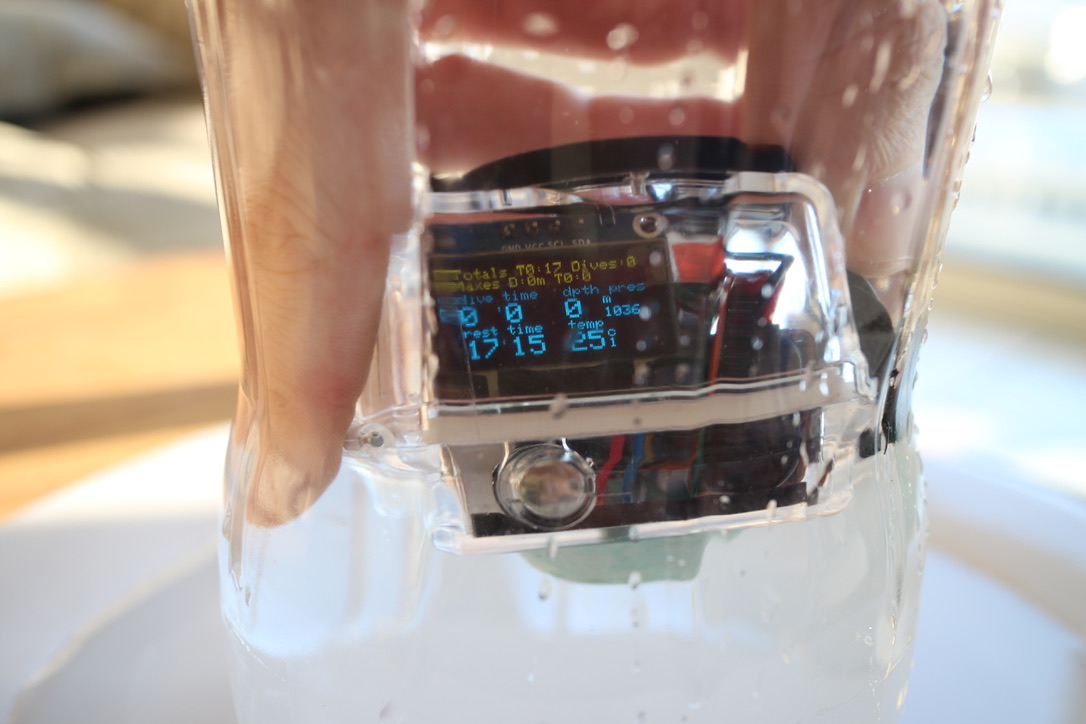 GND VCC SCL SDA
Totals T0:17 Dives:0
Maxes D:0m T0:0
dive time dpth pres
0 '0 0 m 1036
rest time temp
17'15 25°